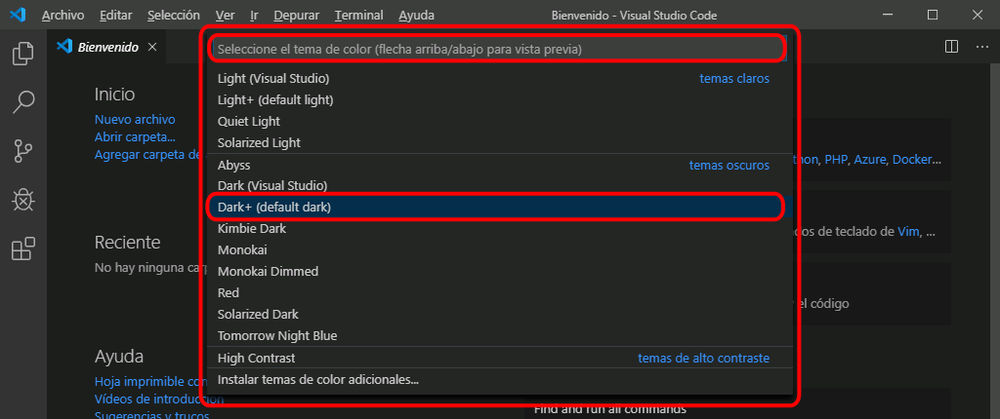 Archivo Editar Selección Ver Ir Depurar Terminal Ayuda Bienvenido - Visual Studio Code
Bienvenido
Seleccione el tema de color (flecha arriba/abajo para vista previa)
Light (Visual Studio) temas claros
Light+ (default light)
Quiet Light
Solarized Light
Abyss temas oscuros
Dark (Visual Studio)
Dark+ (default dark)
Kimbie Dark
Monokai
Monokai Dimmed
Red
Solarized Dark
Tomorrow Night Blue
High Contrast temas de alto contraste
Instalar temas de color adicionales...
Inicio
Nuevo archivo
Abrir carpeta...
Agregar carpeta de
Reciente
No hay ninguna
Ayuda
Hoja imprimible
Vídeos de introducción
Sugerencias y trucos
PHP, Azure, Docker...
de teclado de Vim, ...
el código
Find and run all commands